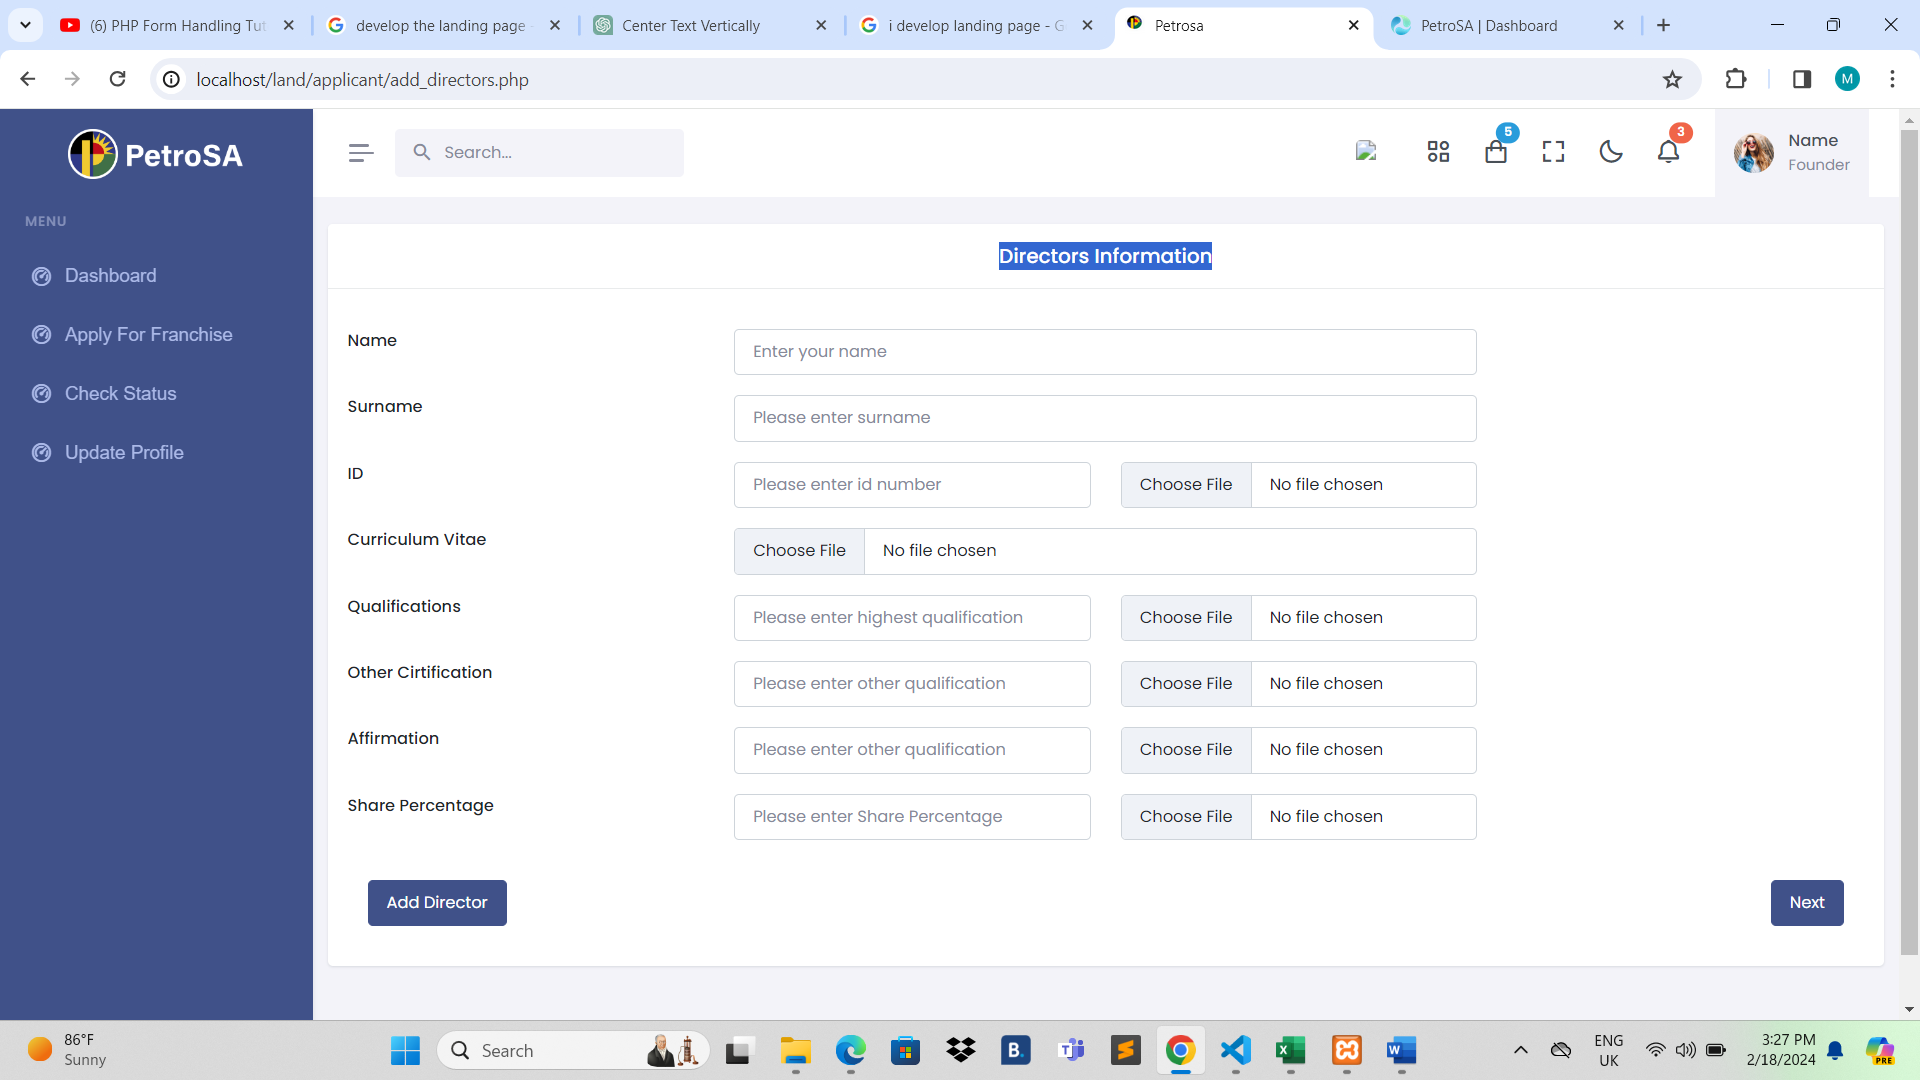 (6) PHP Form Handling Tut
develop the landing page -
Center Text Vertically
i develop landing page - G
Petrosa
PetroSA | Dashboard
localhost/land/applicant/add_directors.php
M
PetroSA
Search...
5
3
Name
Founder
MENU
Dashboard
Apply For Franchise
Check Status
Update Profile
Directors Information
Name
Enter your name
Surname
Please enter surname
ID
Please enter id number
Choose File No file chosen
Curriculum Vitae
Choose File No file chosen
Qualifications
Please enter highest qualification
Choose File No file chosen
Other Cirtification
Please enter other qualification
Choose File No file chosen
Affirmation
Please enter other qualification
Choose File No file chosen
Share Percentage
Please enter Share Percentage
Choose File No file chosen
Add Director
Next
86°F
Sunny
Search
B.
ENG
UK
3:27 PM
2/18/2024
PRE